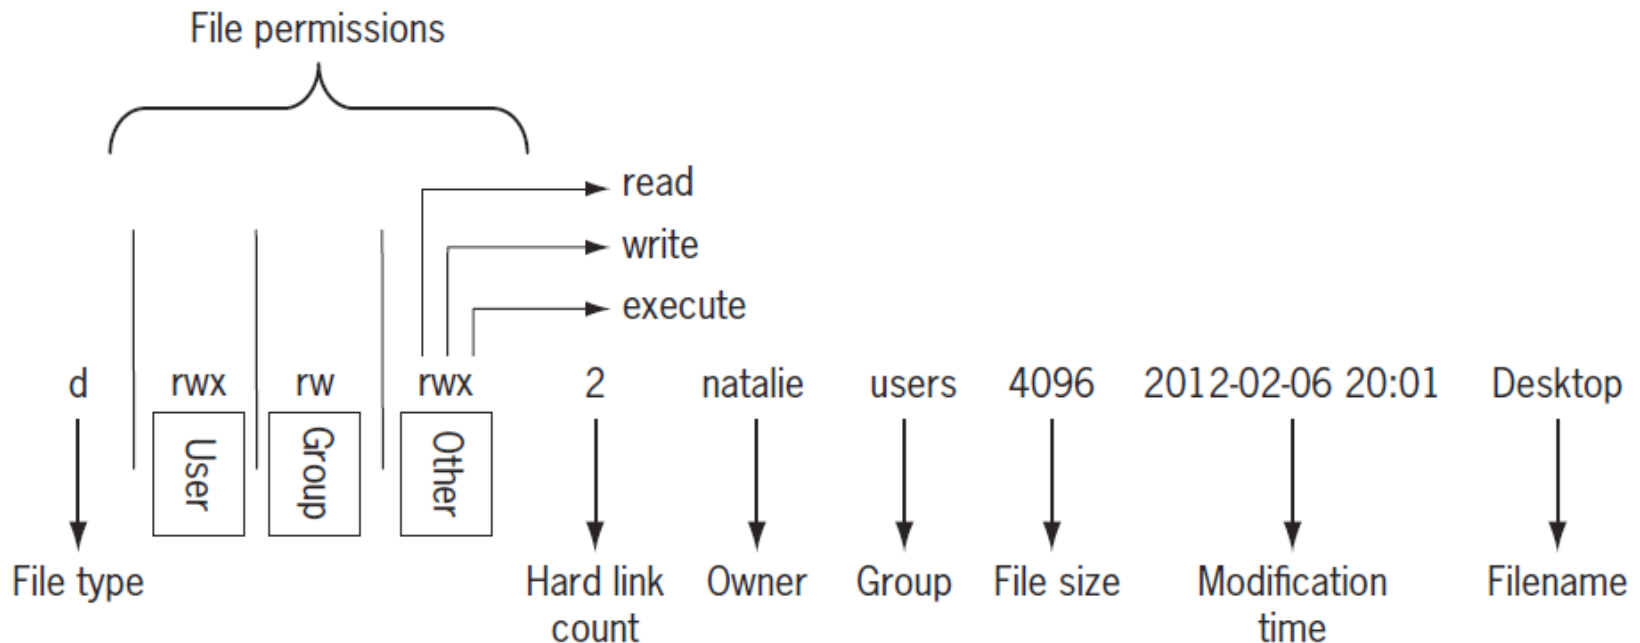 File permissions
read
write
execute
d rwx rw rwx 2 natalie users 4096 2012-02-06 20:01 Desktop
User Group Other
File type Hard link count Owner Group File size Modification time Filename